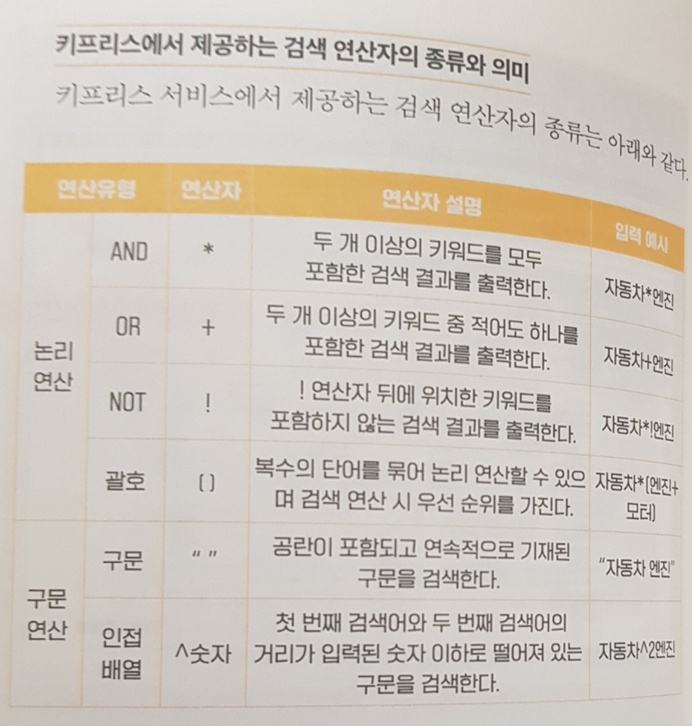 키프리스에서 제공하는 검색 연산자의 종류와 의미
키프리스 서비스에서 제공하는 검색 연산자의 종류는 아래와 같다.
연산유형 연산자 연산자 설명 입력 예시
논리
연산
AND * 두 개 이상의 키워드를 모두
포함한 검색 결과를 출력한다. 자동차*엔진
OR + 두 개 이상의 키워드 중 적어도 하나를
포함한 검색 결과를 출력한다. 자동차+엔진
NOT ! ! 연산자 뒤에 위치한 키워드를
포함하지 않는 검색 결과를 출력한다. 자동차*!엔진
괄호 ( ) 복수의 단어를 묶어 논리 연산할 수 있으
며 검색 연산 시 우선 순위를 가진다.
자동차*(엔진+
모터)
구문
연산
구문 “ ” 공란이 포함되고 연속적으로 기재된
구문을 검색한다. “자동차 엔진”
인접
배열
^숫자
첫 번째 검색어와 두 번째 검색어의
거리가 입력된 숫자 이하로 떨어져 있는
구문을 검색한다.
자동차^2엔진